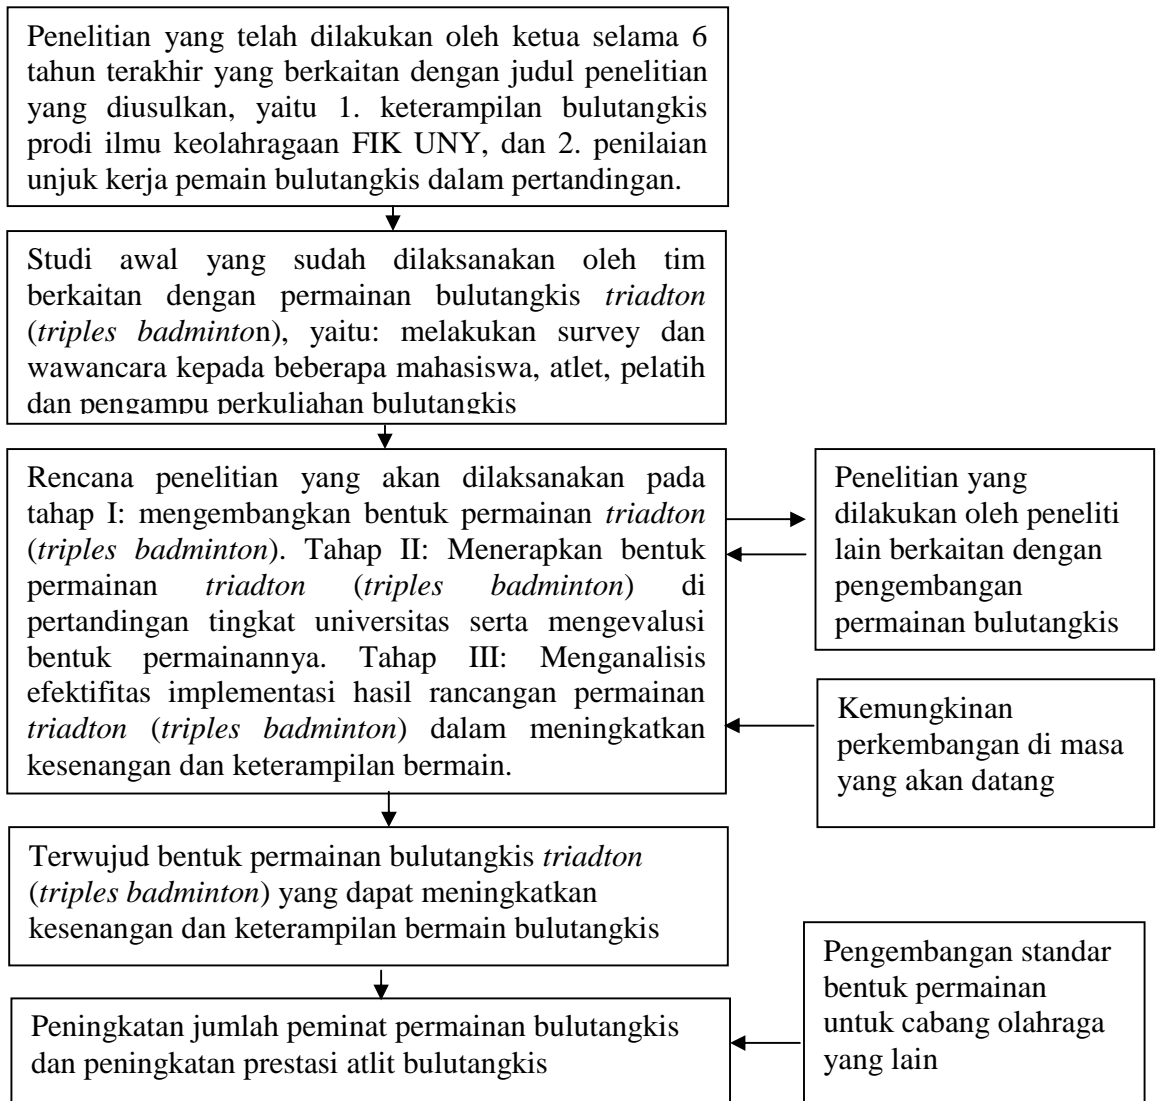 Penelitian yang telah dilakukan oleh ketua selama 6
tahun terakhir yang berkaitan dengan judul penelitian
yang diusulkan, yaitu 1. keterampilan bulutangkis
prodi ilmu keolahragaan FIK UNY, dan 2. penilaian
unjuk kerja pemain bulutangkis dalam pertandingan.
Studi awal yang sudah dilaksanakan oleh tim
berkaitan dengan permainan bulutangkis triadton
(triples badminton), yaitu: melakukan survey dan
wawancara kepada beberapa mahasiswa, atlet, pelatih
dan pengampu perkuliahan bulutangkis
Rencana penelitian yang akan dilaksanakan pada
tahap I: mengembangkan bentuk permainan triadton
(triples badminton). Tahap II: Menerapkan bentuk
permainan triadton (triples badminton) di
pertandingan tingkat universitas serta mengevalusi
bentuk permainannya. Tahap III: Menganalisis
efektifitas implementasi hasil rancangan permainan
triadton (triples badminton) dalam meningkatkan
kesenangan dan keterampilan bermain.
Penelitian yang
dilakukan oleh peneliti
lain berkaitan dengan
pengembangan
permainan bulutangkis
Kemungkinan
perkembangan di masa
yang akan datang
Terwujud bentuk permainan bulutangkis triadton
(triples badminton) yang dapat meningkatkan
kesenangan dan keterampilan bermain bulutangkis
Pengembangan standar
bentuk permainan
untuk cabang olahraga
yang lain
Peningkatan jumlah peminat permainan bulutangkis
dan peningkatan prestasi atlit bulutangkis